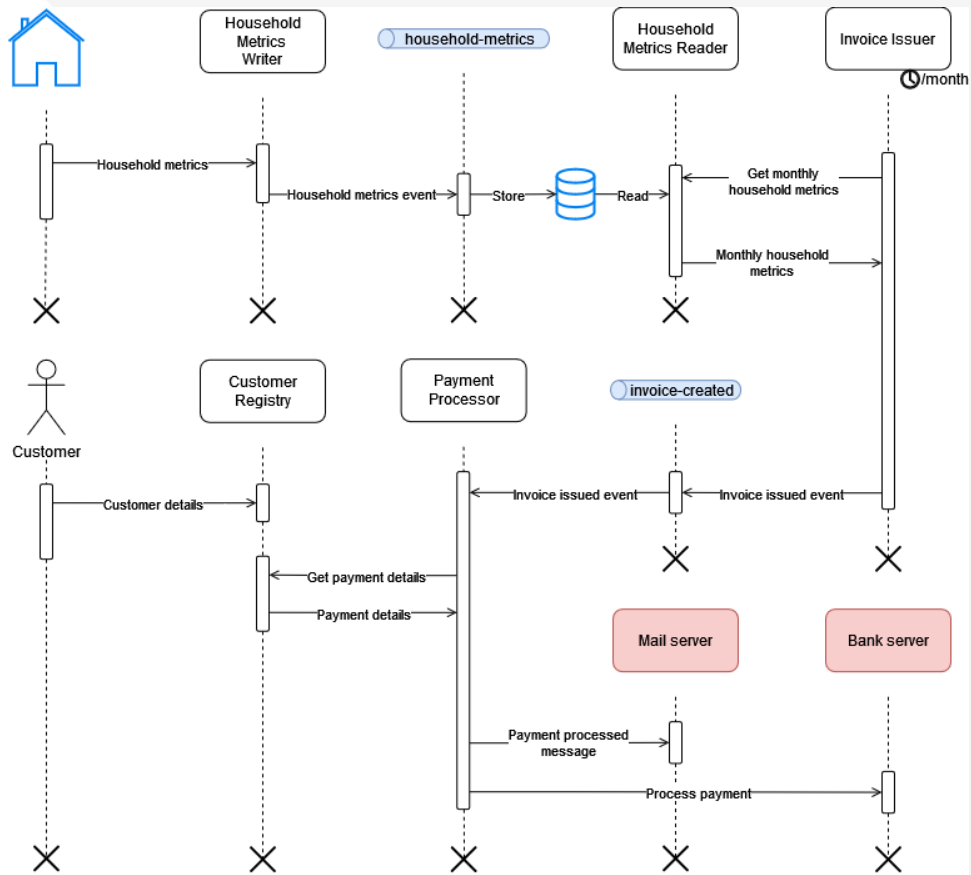 Household
Metrics
Writer
household-metrics
Household
Metrics Reader
Invoice Issuer
/month
Household metrics
Get monthly
household metrics
Household metrics event
Store
Read
Monthly household
metrics
Customer
Customer
Registry
Payment
Processor
invoice-created
Customer details
Invoice issued event
Invoice issued event
Get payment details
Payment details
Mail server
Bank server
Payment processed
message
Process payment